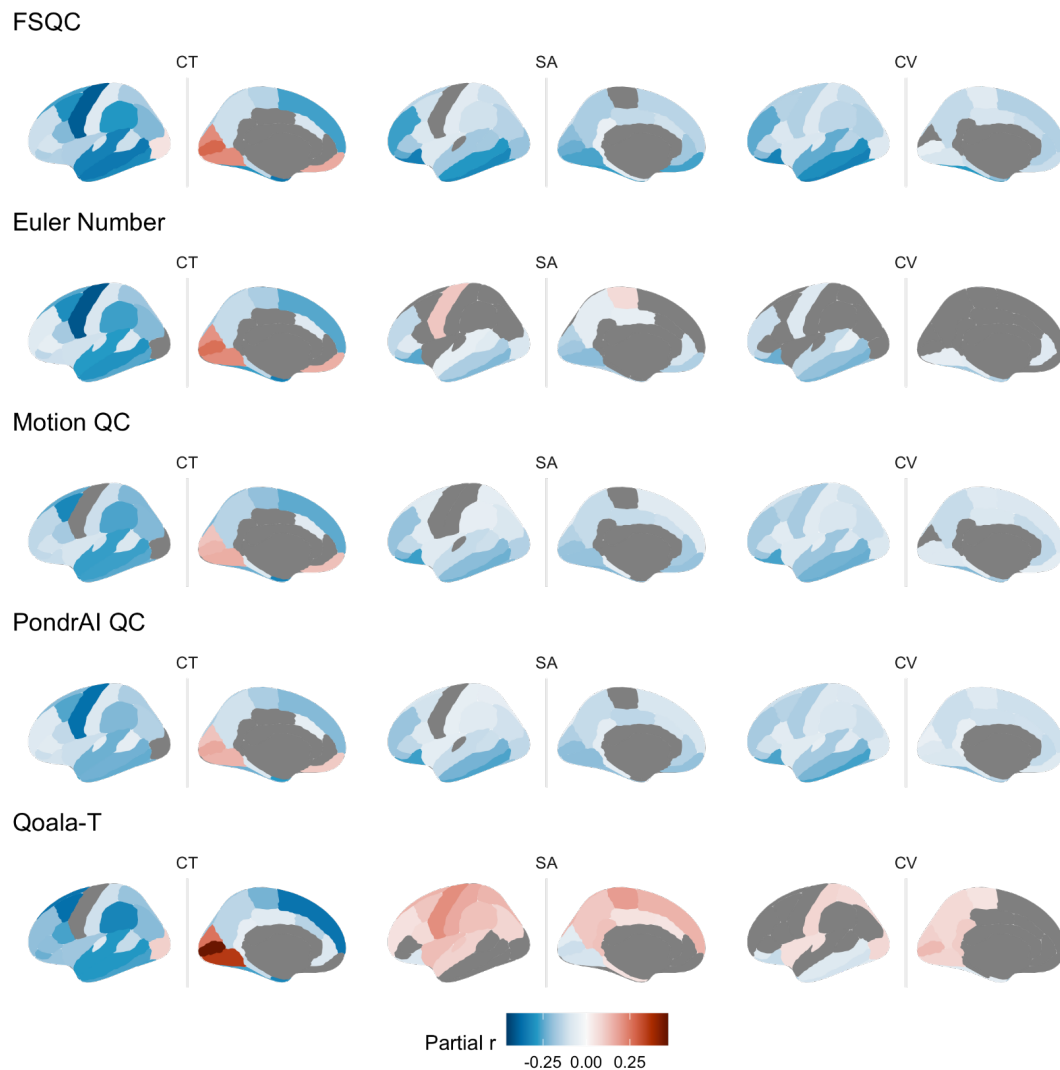 FSQC
CT SA CV
Euler Number
CT SA CV
Motion QC
CT SA CV
PondrAI QC
CT SA CV
Qoala-T
CT SA CV
Partial r
-0.25 0.00 0.25